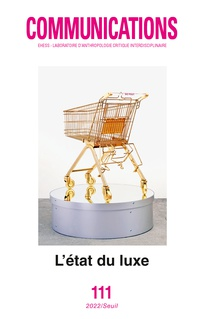 COMMUNICATIONS
EHESS - LABORATOIRE D'ANTHROPOLOGIE CRITIQUE INTERDISCIPLINAIRE
L'état du luxe
111
2022/Seuil